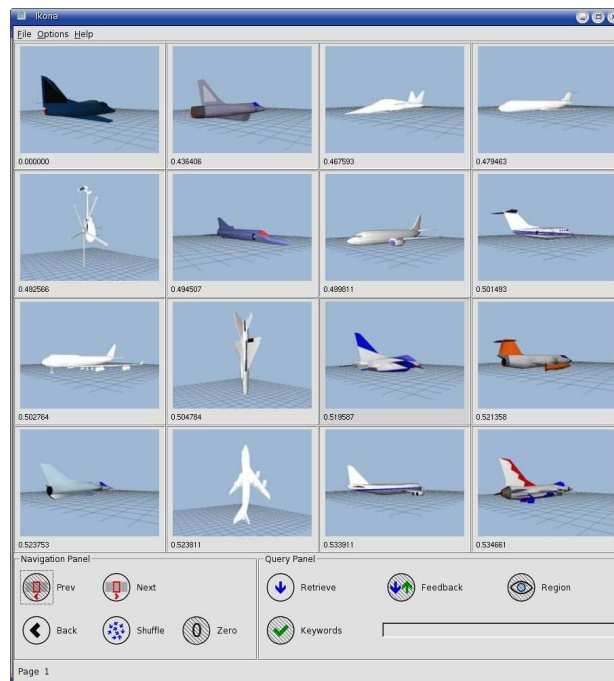 Ikona
File Options Help
0.000000 0.436406 0.467593 0.479463
0.492566 0.494507 0.499811 0.501493
0.502764 0.504784 0.519587 0.521358
0.523753 0.523811 0.533911 0.534661
Navigation Panel Query Panel
Prev Next Retrieve Feedback Region
Back Shuffle 0 Zero Keywords
Page 1